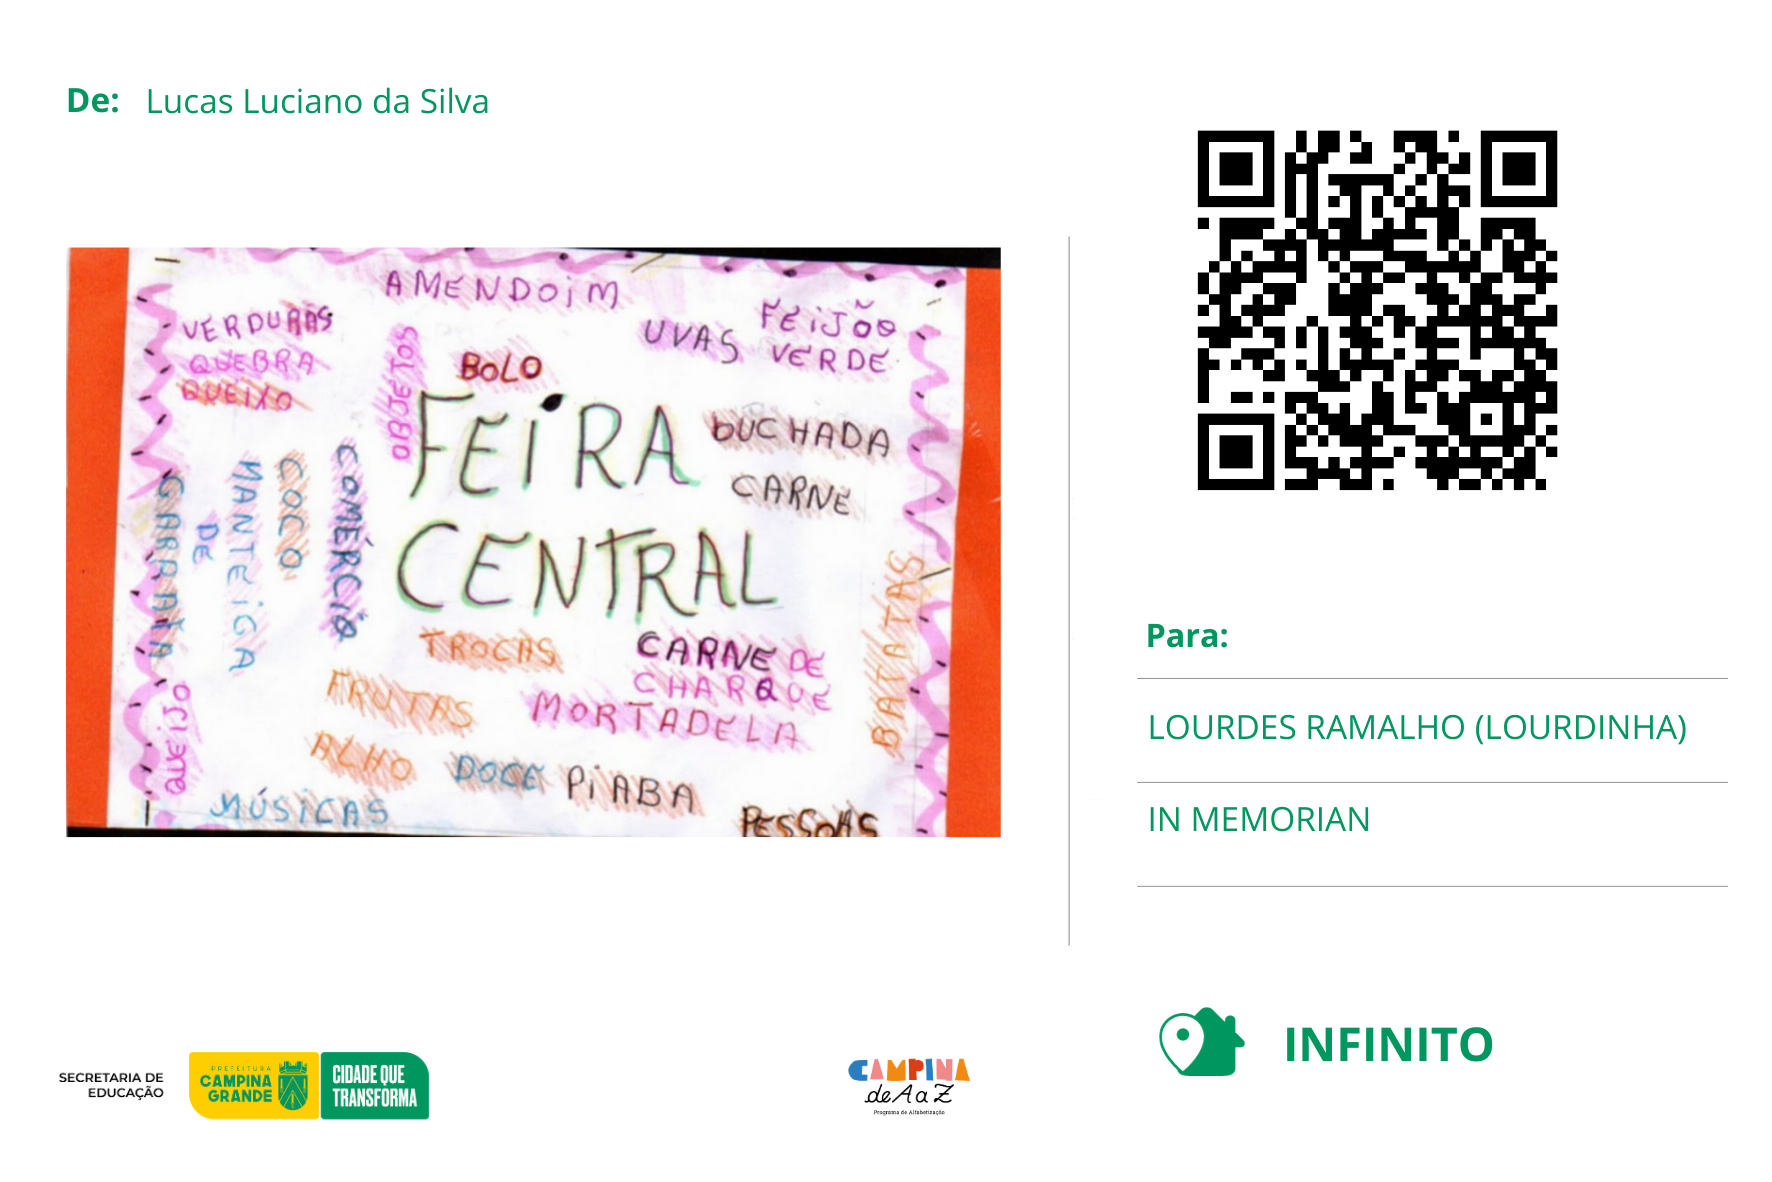 De: Lucas Luciano da Silva
AMENDOiM
VERDURAS
QUEBRA
QUEIXO
OBJETOS
BOLO
UVAS
FEiJÕO
VERDE
FEiRA
CENTRAL
bUCHADA
CARNE
GARRAFA
DE
MANTEiGA
COCO
COMÉRCiO
QUEIJO
TROCAS
FRUTAS
ALHO
MÚSiCAS
DOCE
PiABA
CARNE DE
CHARQUE
MORTADELA
BATATAS
PESSOAS
Para:
LOURDES RAMALHO (LOURDINHA)
IN MEMORIAN
INFINITO
SECRETARIA DE
EDUCAÇÃO
PREFEITURA
CAMPINA
GRANDE
CIDADE QUE
TRANSFORMA
CAMPINA
de A a Z
Programa de Alfabetização